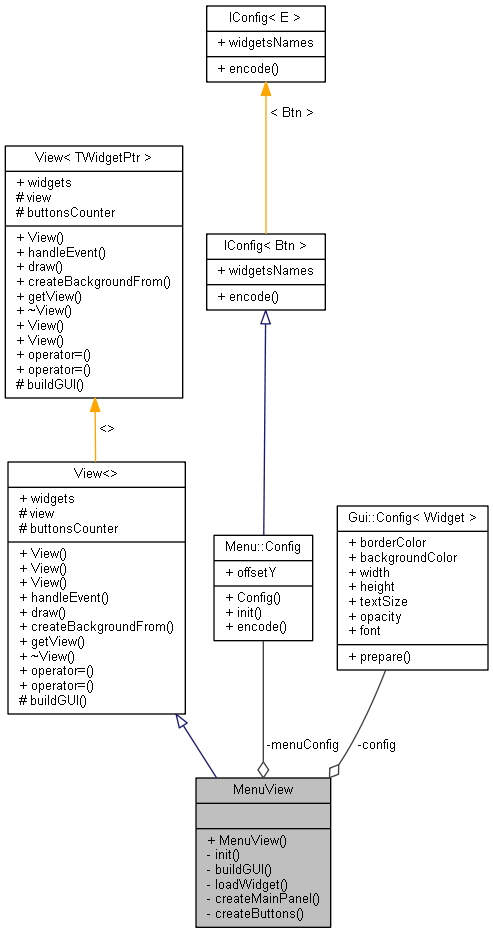 IConfig< E >
+ widgetsNames
+ encode()
< Btn >
View< TWidgetPtr >
+ widgets
# view
# buttonsCounter
+ View()
+ handleEvent()
+ draw()
+ createBackgroundFrom()
+ getView()
+ ~View()
+ View()
+ View()
+ operator=()
+ operator=()
# buildGUI()
IConfig< Btn >
+ widgetsNames
+ encode()
<>
View<>
+ widgets
# view
# buttonsCounter
+ View()
+ View()
+ View()
+ handleEvent()
+ draw()
+ createBackgroundFrom()
+ getView()
+ ~View()
+ operator=()
+ operator=()
# buildGUI()
Menu::Config
+ offsetY
+ Config()
+ init()
+ encode()
Gui::Config< Widget >
+ borderColor
+ backgroundColor
+ width
+ height
+ textSize
+ opacity
+ font
+ prepare()
-menuConfig
-config
MenuView
+ MenuView()
- init()
- buildGUI()
- loadWidget()
- createMainPanel()
- createButtons()